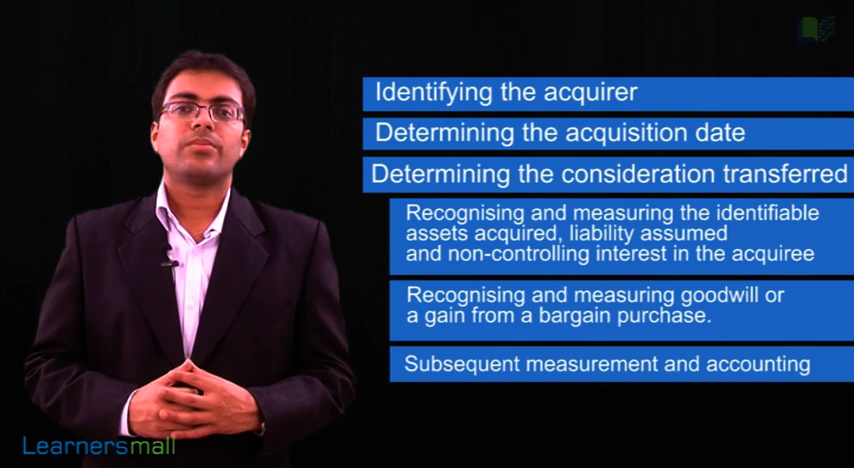 Identifying the acquirer
Determining the acquisition date
Determining the consideration transferred
Recognising and measuring the identifiable
assets acquired, liability assumed
and non-controlling interest in the acquiree
Recognising and measuring goodwill or
a gain from a bargain purchase.
Subsequent measurement and accounting
Learnersmall